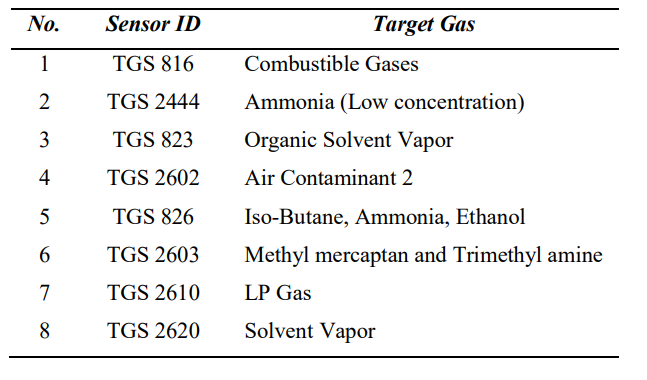 No. Sensor ID Target Gas
1 TGS 816 Combustible Gases
2 TGS 2444 Ammonia (Low concentration)
3 TGS 823 Organic Solvent Vapor
4 TGS 2602 Air Contaminant 2
5 TGS 826 Iso-Butane, Ammonia, Ethanol
6 TGS 2603 Methyl mercaptan and Trimethyl amine
7 TGS 2610 LP Gas
8 TGS 2620 Solvent Vapor